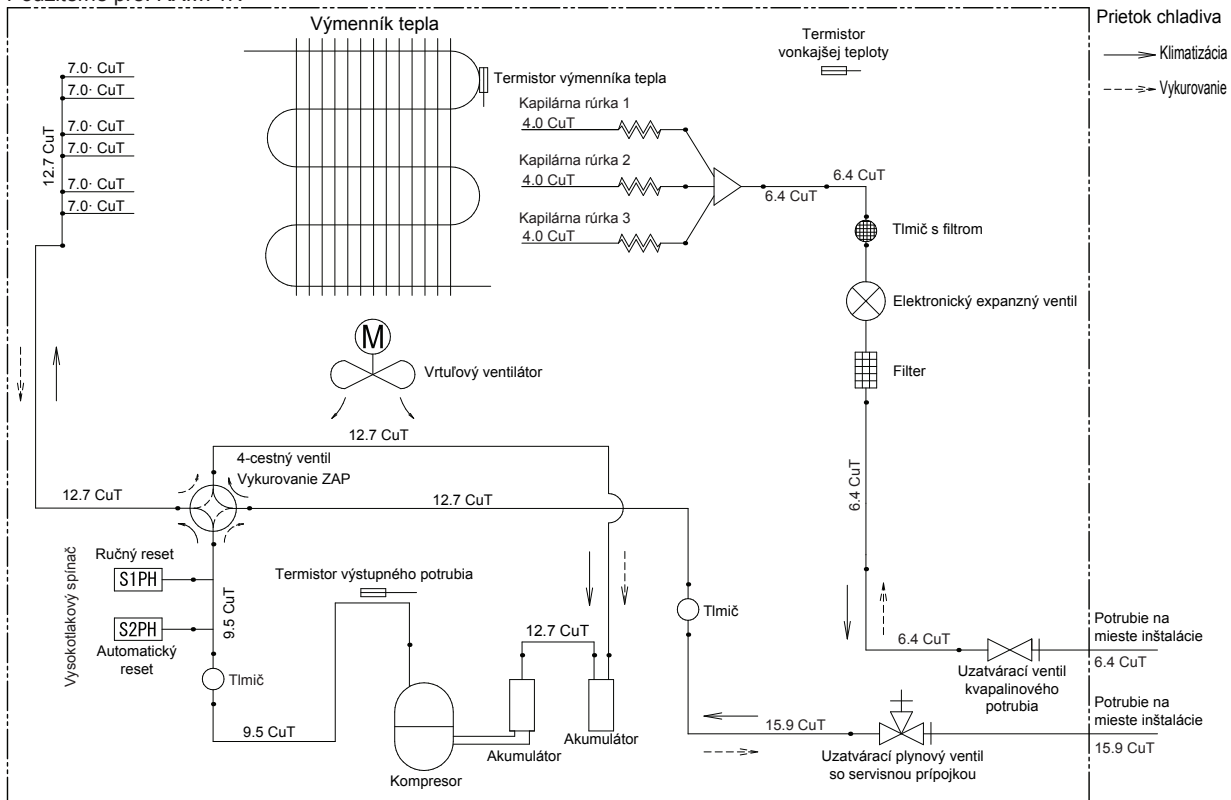 Výmenník tepla
Termistor
vonkajšej teploty
Prietok chladiva
Klimatizácia
Vykurovanie
7.0· CuT
7.0· CuT
7.0· CuT
7.0· CuT
7.0· CuT
7.0· CuT
12.7 CuT
Termistor výmenníka tepla
Kapilárna rúrka 1
4.0 CuT
Kapilárna rúrka 2
4.0 CuT
Kapilárna rúrka 3
4.0 CuT
6.4 CuT
6.4 CuT
Tlmič s filtrom
Elektronický expanzný ventil
Filter
M
Vrtuľový ventilátor
12.7 CuT
4-cestný ventil
Vykurovanie ZAP
12.7 CuT
12.7 CuT
6.4 CuT
Vysokotlakový spínač
Ručný reset
S1PH
S2PH
Automatický
reset
9.5 CuT
Tlmič
9.5 CuT
Termistor výstupného potrubia
12.7 CuT
Kompresor
Akumulátor
Akumulátor
Tlmič
6.4 CuT
Uzatvárací ventil
kvapalinového
potrubia
Potrubie na
mieste inštalácie
6.4 CuT
15.9 CuT
Uzatvárací plynový ventil
so servisnou prípojkou
Potrubie na
mieste inštalácie
15.9 CuT